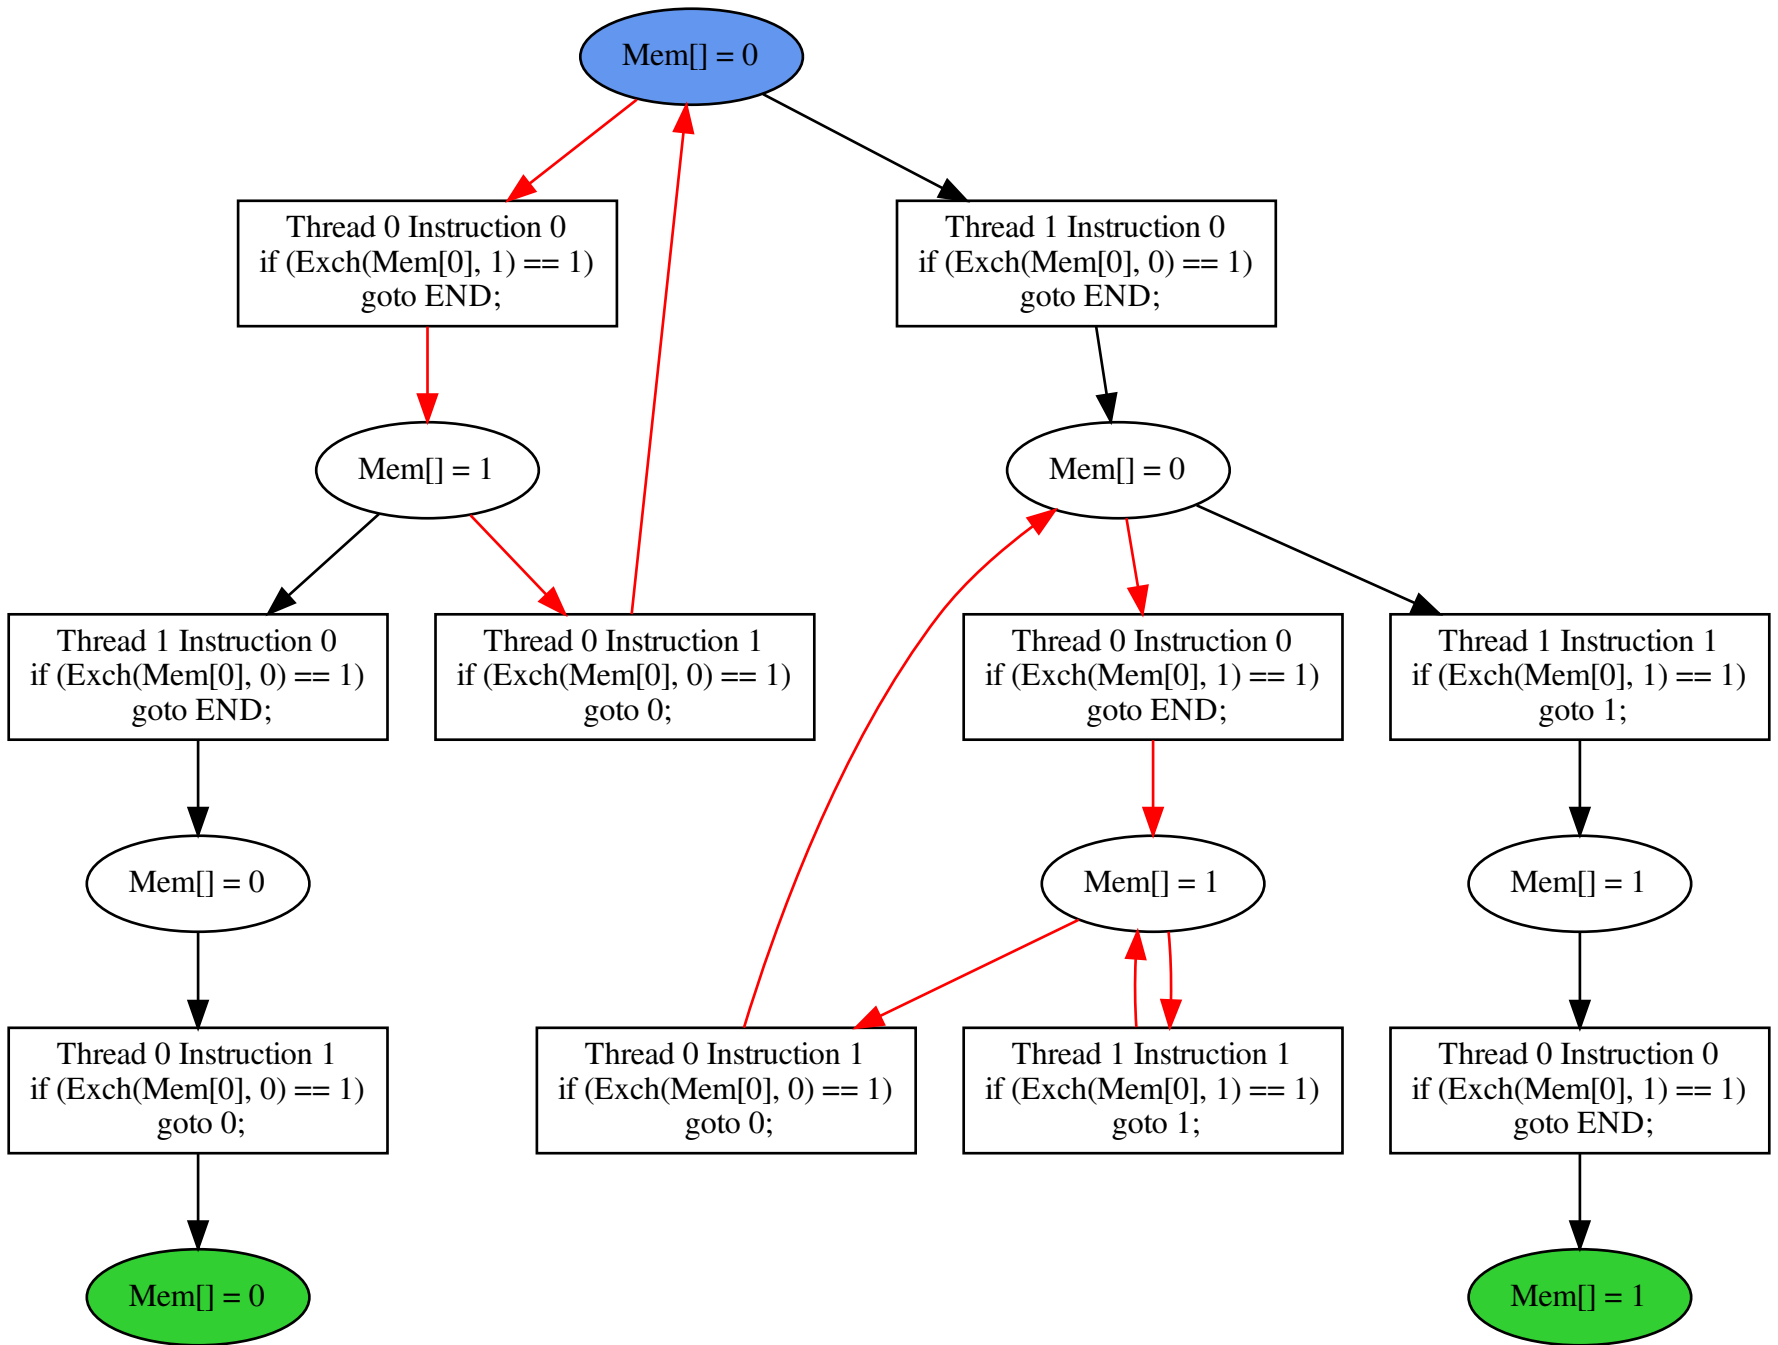 Mem[] = 0
Thread 0 Instruction 0
if (Exch(Mem[0], 1) == 1)
goto END;
Thread 1 Instruction 0
if (Exch(Mem[0], 0) == 1)
goto END;
Mem[] = 1
Mem[] = 0
Thread 1 Instruction 0
if (Exch(Mem[0], 0) == 1)
goto END;
Thread 0 Instruction 1
if (Exch(Mem[0], 0) == 1)
goto 0;
Thread 0 Instruction 0
if (Exch(Mem[0], 1) == 1)
goto END;
Thread 1 Instruction 1
if (Exch(Mem[0], 1) == 1)
goto 1;
Mem[] = 0
Mem[] = 1
Mem[] = 1
Thread 0 Instruction 1
if (Exch(Mem[0], 0) == 1)
goto 0;
Thread 0 Instruction 1
if (Exch(Mem[0], 0) == 1)
goto 0;
Thread 1 Instruction 1
if (Exch(Mem[0], 1) == 1)
goto 1;
Thread 0 Instruction 0
if (Exch(Mem[0], 1) == 1)
goto END;
Mem[] = 0
Mem[] = 1